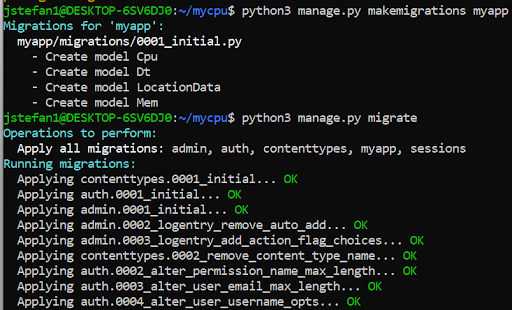 jstefan1@DESKTOP-6SV6DJ0:~/mycpu$ python3 manage.py makemigrations myapp
Migrations for 'myapp':
  myapp/migrations/0001_initial.py
    - Create model Cpu
    - Create model Dt
    - Create model LocationData
    - Create model Mem
jstefan1@DESKTOP-6SV6DJ0:~/mycpu$ python3 manage.py migrate
Operations to perform:
  Apply all migrations: admin, auth, contenttypes, myapp, sessions
Running migrations:
  Applying contenttypes.0001_initial... OK
  Applying auth.0001_initial... OK
  Applying admin.0001_initial... OK
  Applying admin.0002_logentry_remove_auto_add... OK
  Applying admin.0003_logentry_add_action_flag_choices... OK
  Applying contenttypes.0002_remove_content_type_name... OK
  Applying auth.0002_alter_permission_name_max_length... OK
  Applying auth.0003_alter_user_email_max_length... OK
  Applying auth.0004_alter_user_username_opts... OK